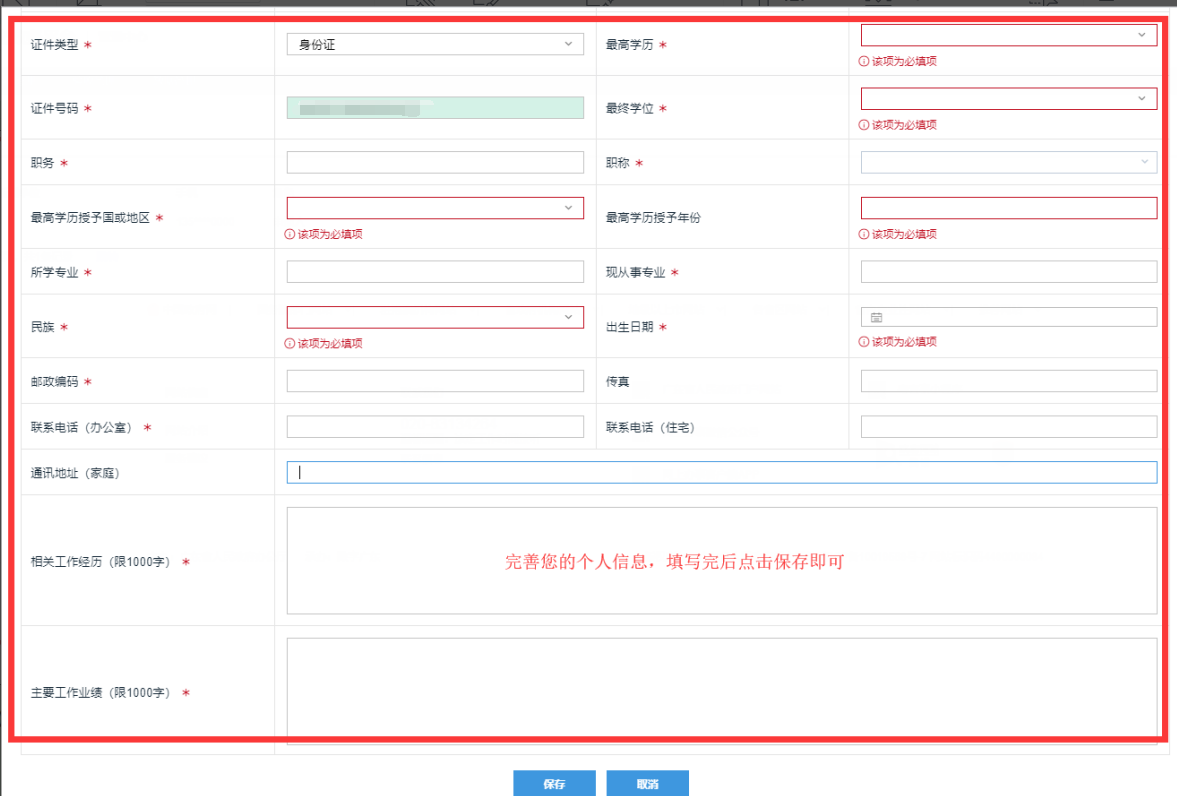 证件类型 * 身份证 最高学历 *
该项为必填项
证件号码 * 最终学位 *
该项为必填项
职务 * 职称 *
最高学历授予国或地区 * 最高学历授予年份
该项为必填项 该项为必填项
所学专业 * 现从事专业 *
民族 * 出生日期 *
该项为必填项 该项为必填项
邮政编码 * 传真
联系电话（办公室） * 联系电话（住宅）
通讯地址（家庭）
相关工作经历（限1000字） * 完善您的个人信息，填写完后点击保存即可
主要工作业绩（限1000字） *
保存 取消